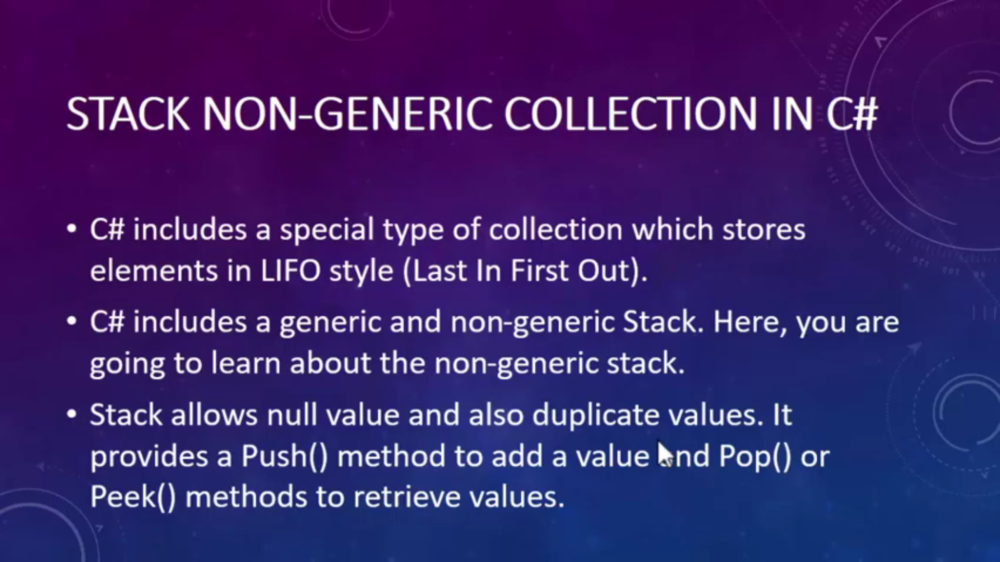 STACK NON-GENERIC COLLECTION IN C#
• C# includes a special type of collection which stores
elements in LIFO style (Last In First Out).
• C# includes a generic and non-generic Stack. Here, you are
going to learn about the non-generic stack.
• Stack allows null value and also duplicate values. It
provides a Push() method to add a value and Pop() or
Peek() methods to retrieve values.